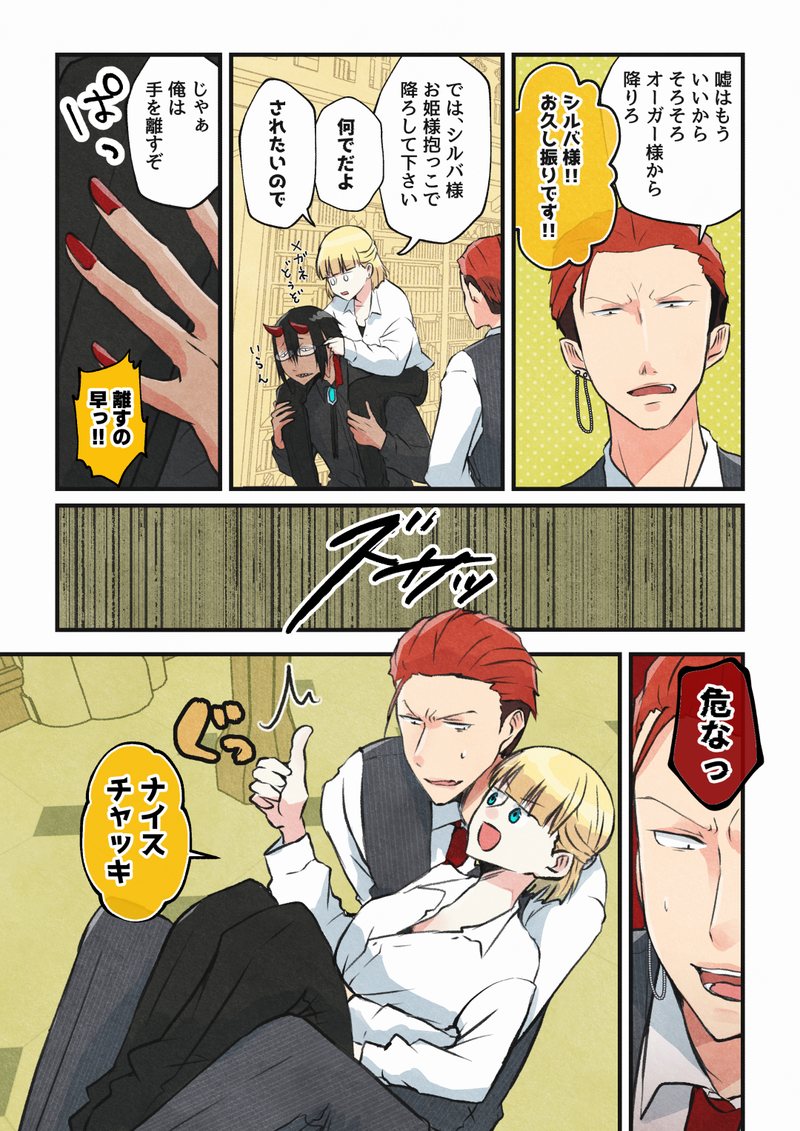 嘘はもう
いいから
そろそろ
オーガー様から
降りろ
シルバ様!!
お久し振りです!!
では、シルバ様
お姫様抱っこで
降ろして下さい
何でだよ
されたいので
メガネ
どうぞ
いらん
じゃぁ
俺は
手を離すぞ
ぱっ
離すの
早っ!!
ズザッ
危なっ
ぐっ
ナイス
チャッキ